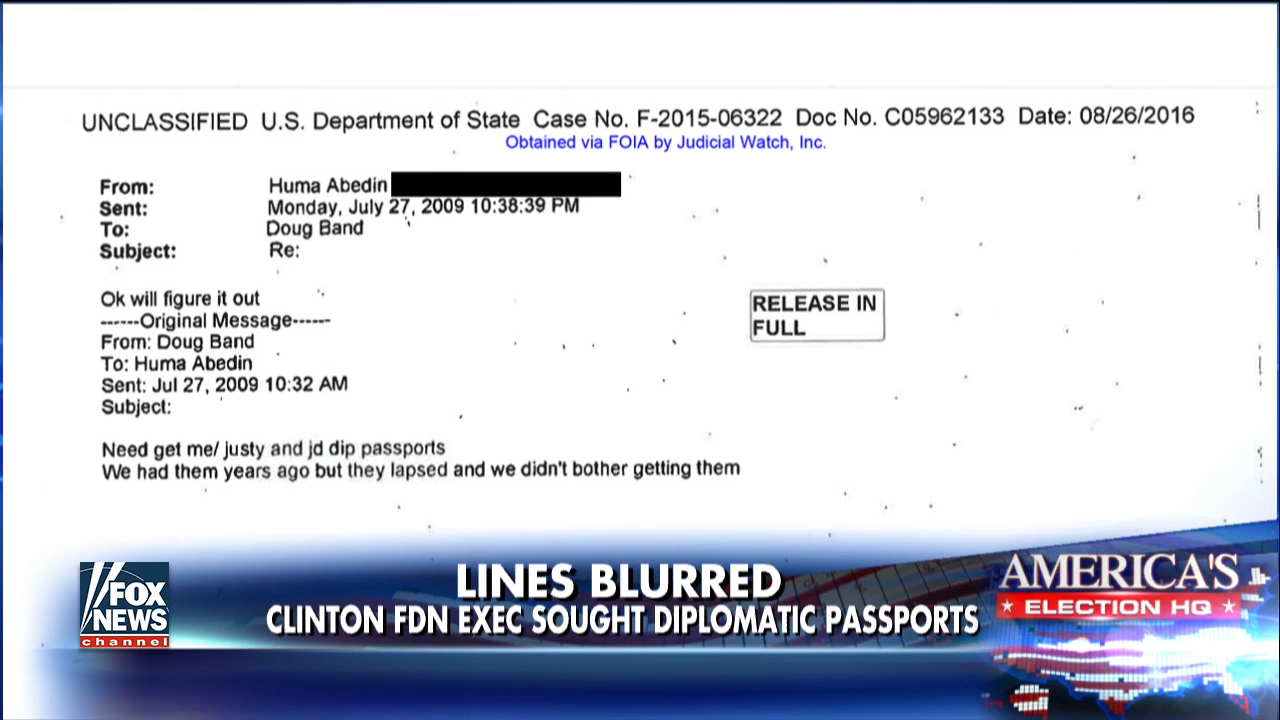 UNCLASSIFIED U.S. Department of State Case No. F-2015-06322 Doc No. C05962133 Date: 08/26/2016
Obtained via FOIA by Judicial Watch, Inc.
From: Huma Abedin
Sent: Monday, July 27, 2009 10:38:39 PM
To: Doug Band
Subject: Re:
Ok will figure it out
------Original Message------
From: Doug Band
To: Huma Abedin
Sent: Jul 27, 2009 10:32 AM
Subject:
RELEASE IN
FULL
Need get me/ justy and jd dip passports
We had them years ago but they lapsed and we didn't bother getting them
LINES BLURRED
CLINTON FDN EXEC SOUGHT DIPLOMATIC PASSPORTS
FOX
NEWS
channel
AMERICA'S
ELECTION HQ